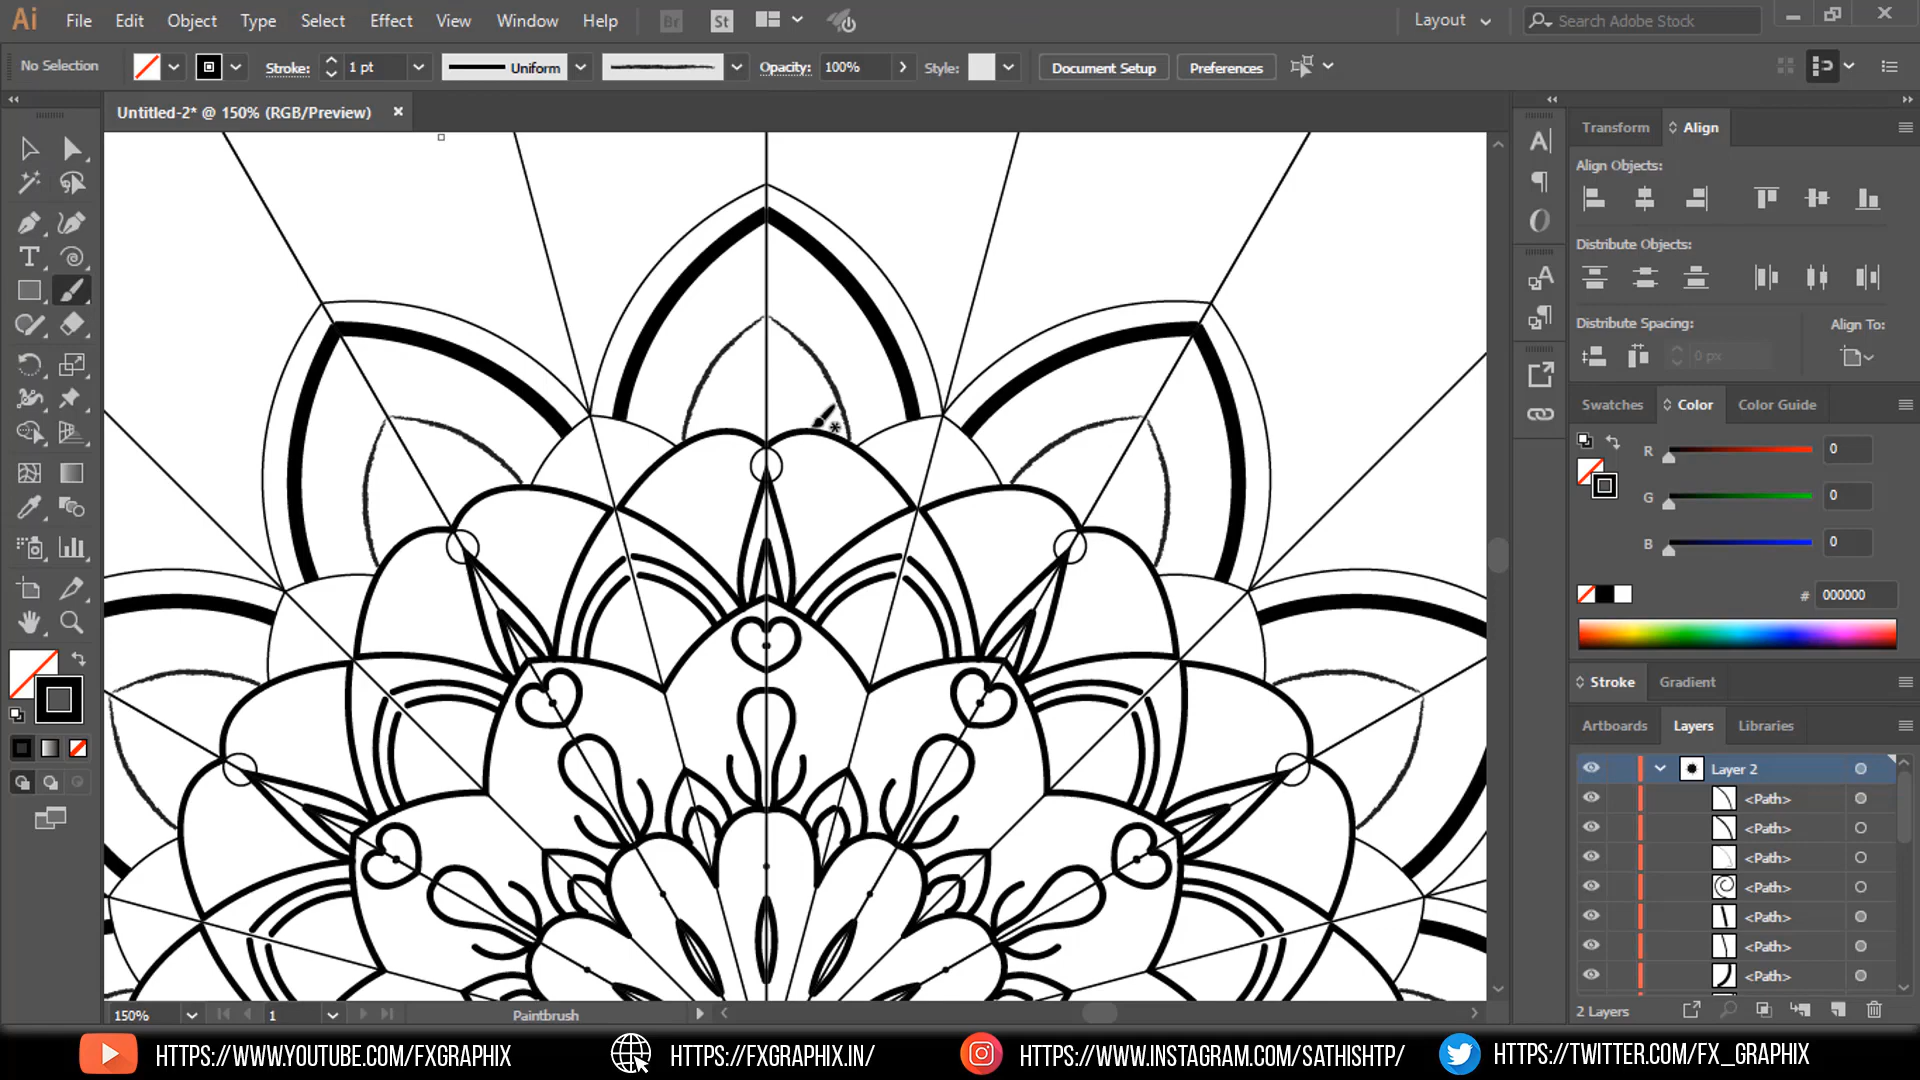 Ai File Edit Object Type Select Effect View Window Help Br St Layout Search Adobe Stock
No Selection Stroke: 1 pt Uniform Opacity: 100% Style: Document Setup Preferences
Untitled-2* @ 150% (RGB/Preview)
Transform Align
Align Objects:
Distribute Objects:
Distribute Spacing: Align To:
0 px
Swatches Color Color Guide
R 0
G 0
B 0
# 000000
Stroke Gradient
Artboards Layers Libraries
Layer 2
<Path>
<Path>
<Path>
<Path>
<Path>
<Path>
<Path>
2 Layers
150% 1 Paintbrush
HTTPS://WWW.YOUTUBE.COM/FXGRAPHIX HTTPS://FXGRAPHIX.IN/ HTTPS://WWW.INSTAGRAM.COM/SATHISHTP/ HTTPS://TWITTER.COM/FX_GRAPHIX